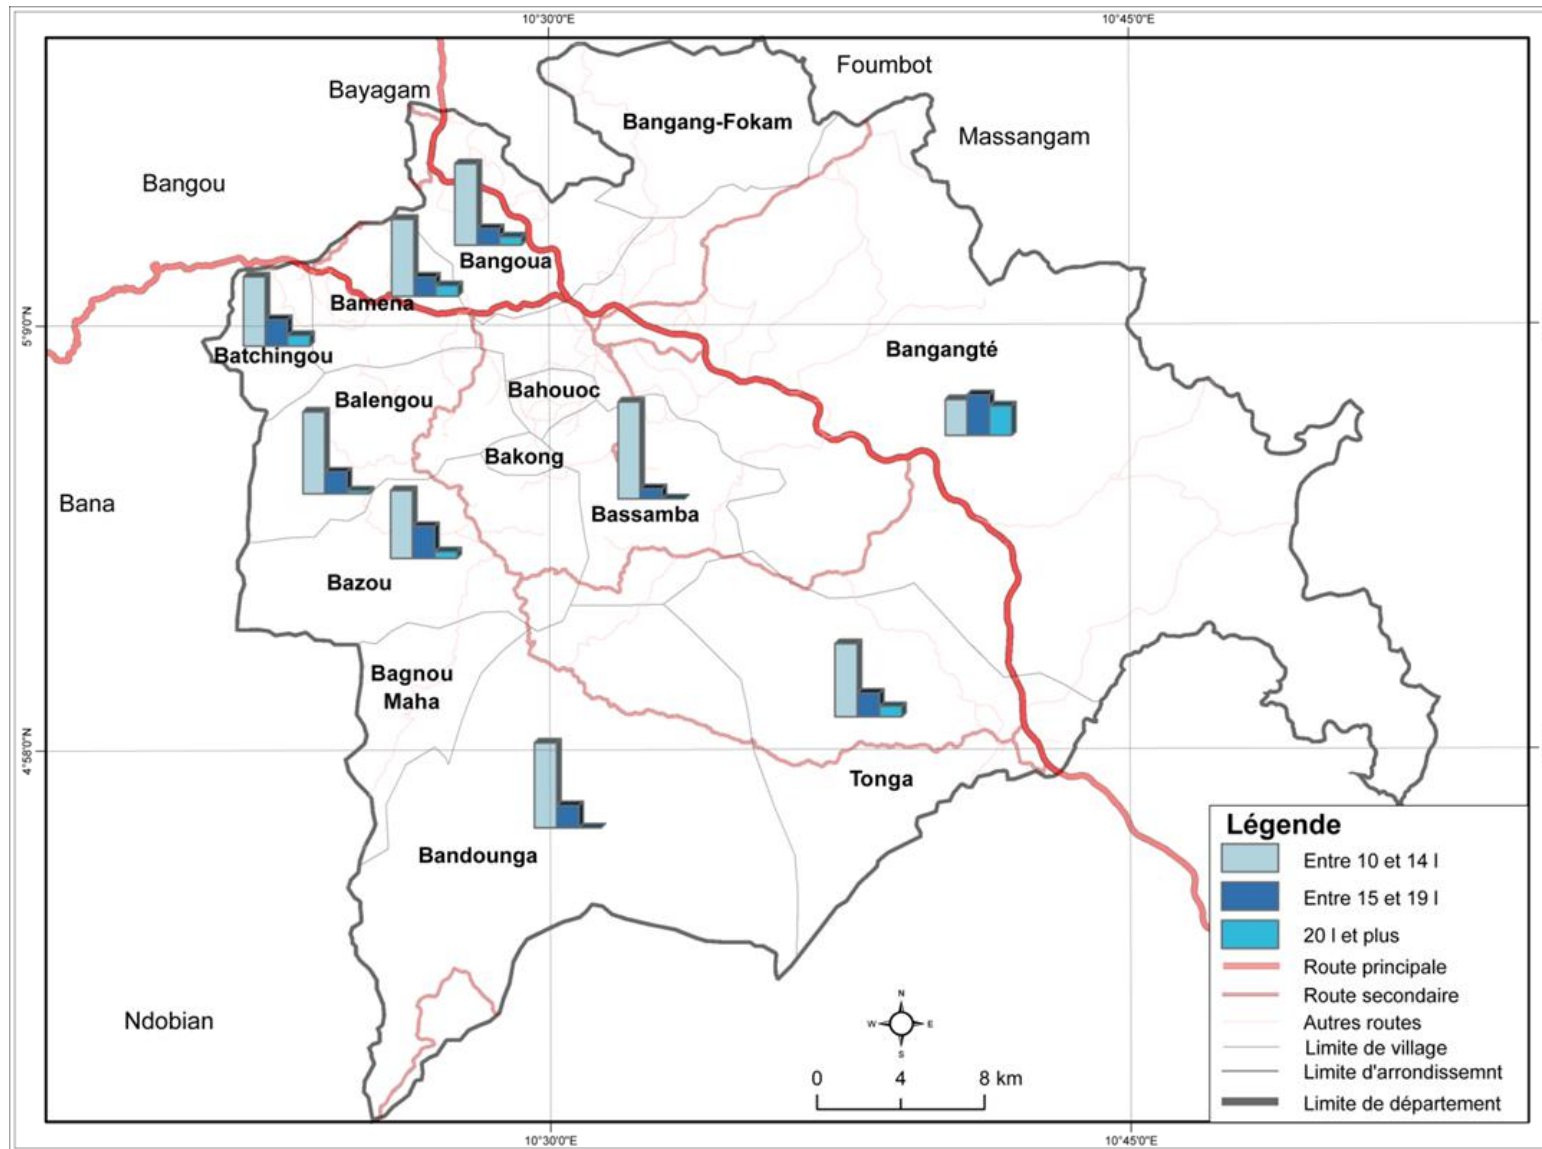 10°30'0"E
10°45'0"E
Foumbot
Bayagam
Bangang-Fokam
Massangam
Bangou
Bangoua
Bamena
5°9'0"N
Batchingou
Bangangté
Bahouoc
Balengou
Bakong
Bana
Bassamba
Bazou
Bagnou
Maha
4°58'0"N
Tonga
Bandounga
Ndobian
N
W
E
S
0
4
8 km
Légende
Entre 10 et 14 l
Entre 15 et 19 l
20 l et plus
Route principale
Route secondaire
Autres routes
Limite de village
Limite d'arrondissemnt
Limite de département
10°30'0"E
10°45'0"E